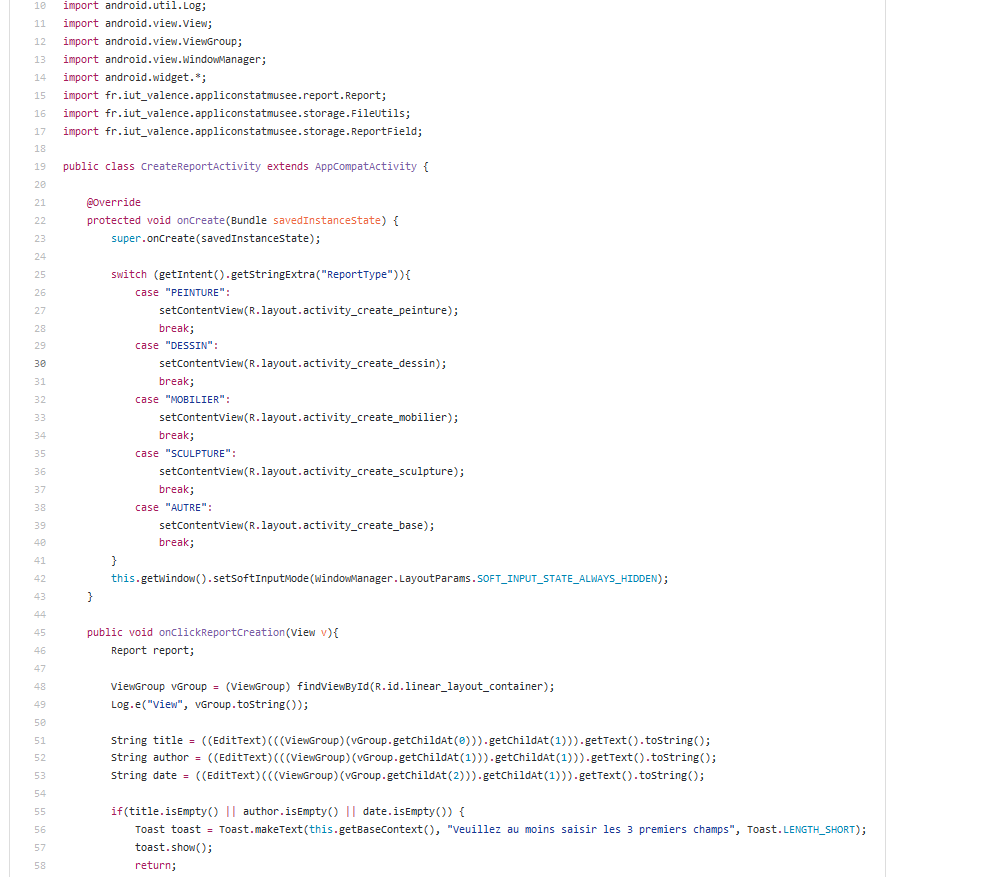 10 import android.util.Log;
11 import android.view.View;
12 import android.view.ViewGroup;
13 import android.view.WindowManager;
14 import android.widget.*;
15 import fr.iut_valence.appliconstatmusee.report.Report;
16 import fr.iut_valence.appliconstatmusee.storage.FileUtils;
17 import fr.iut_valence.appliconstatmusee.storage.ReportField;
18
19 public class CreateReportActivity extends AppCompatActivity {
20
21     @Override
22     protected void onCreate(Bundle savedInstanceState) {
23         super.onCreate(savedInstanceState);
24
25         switch (getIntent().getStringExtra("ReportType")){
26             case "PEINTURE":
27                 setContentView(R.layout.activity_create_peinture);
28                 break;
29             case "DESSIN":
30                 setContentView(R.layout.activity_create_dessin);
31                 break;
32             case "MOBILIER":
33                 setContentView(R.layout.activity_create_mobilier);
34                 break;
35             case "SCULPTURE":
36                 setContentView(R.layout.activity_create_sculpture);
37                 break;
38             case "AUTRE":
39                 setContentView(R.layout.activity_create_base);
40                 break;
41         }
42         this.getWindow().setSoftInputMode(WindowManager.LayoutParams.SOFT_INPUT_STATE_ALWAYS_HIDDEN);
43     }
44
45     public void onClickReportCreation(View v){
46         Report report;
47
48         ViewGroup vGroup = (ViewGroup) findViewById(R.id.linear_layout_container);
49         Log.e("View", vGroup.toString());
50
51         String title = ((EditText)(((ViewGroup)(vGroup.getChildAt(0))).getChildAt(1))).getText().toString();
52         String author = ((EditText)(((ViewGroup)(vGroup.getChildAt(1))).getChildAt(1))).getText().toString();
53         String date = ((EditText)(((ViewGroup)(vGroup.getChildAt(2))).getChildAt(1))).getText().toString();
54
55         if(title.isEmpty() || author.isEmpty() || date.isEmpty()) {
56             Toast toast = Toast.makeText(this.getBaseContext(), "Veuillez au moins saisir les 3 premiers champs", Toast.LENGTH_SHORT);
57             toast.show();
58             return;